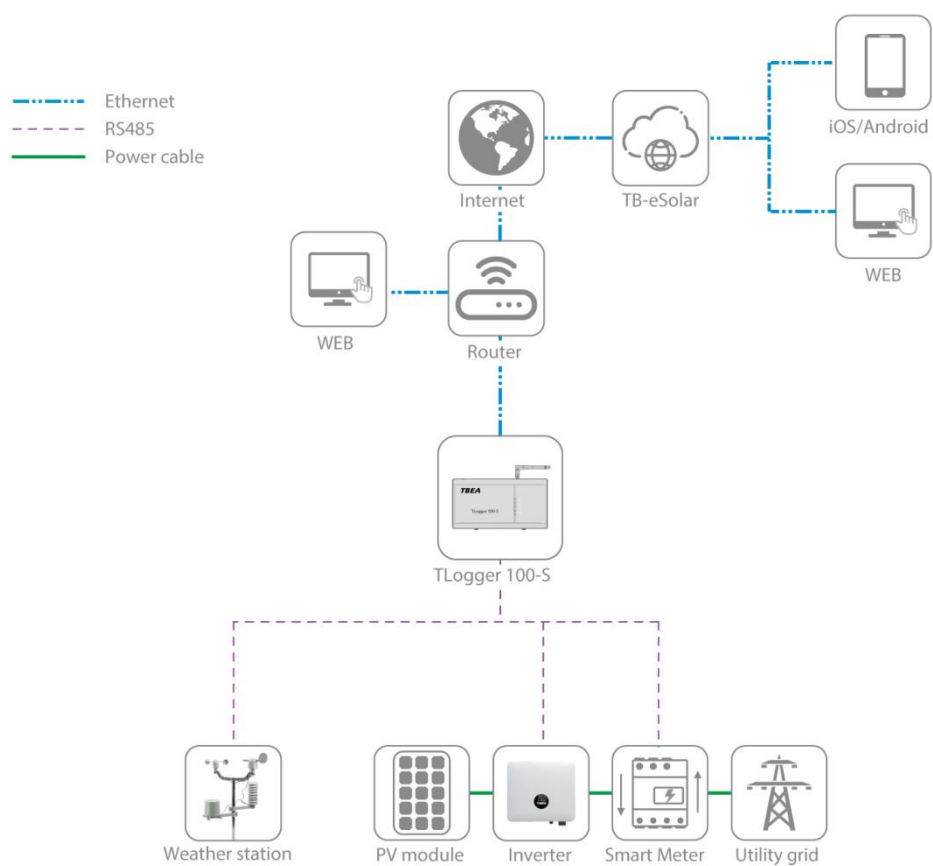 Ethernet
RS485
Power cable
iOS/Android
Internet
TB-eSolar
WEB
WEB
Router
TBEA
TLogger 100-S
TLogger 100-S
Weather station
PV module
Inverter
Smart Meter
Utility grid